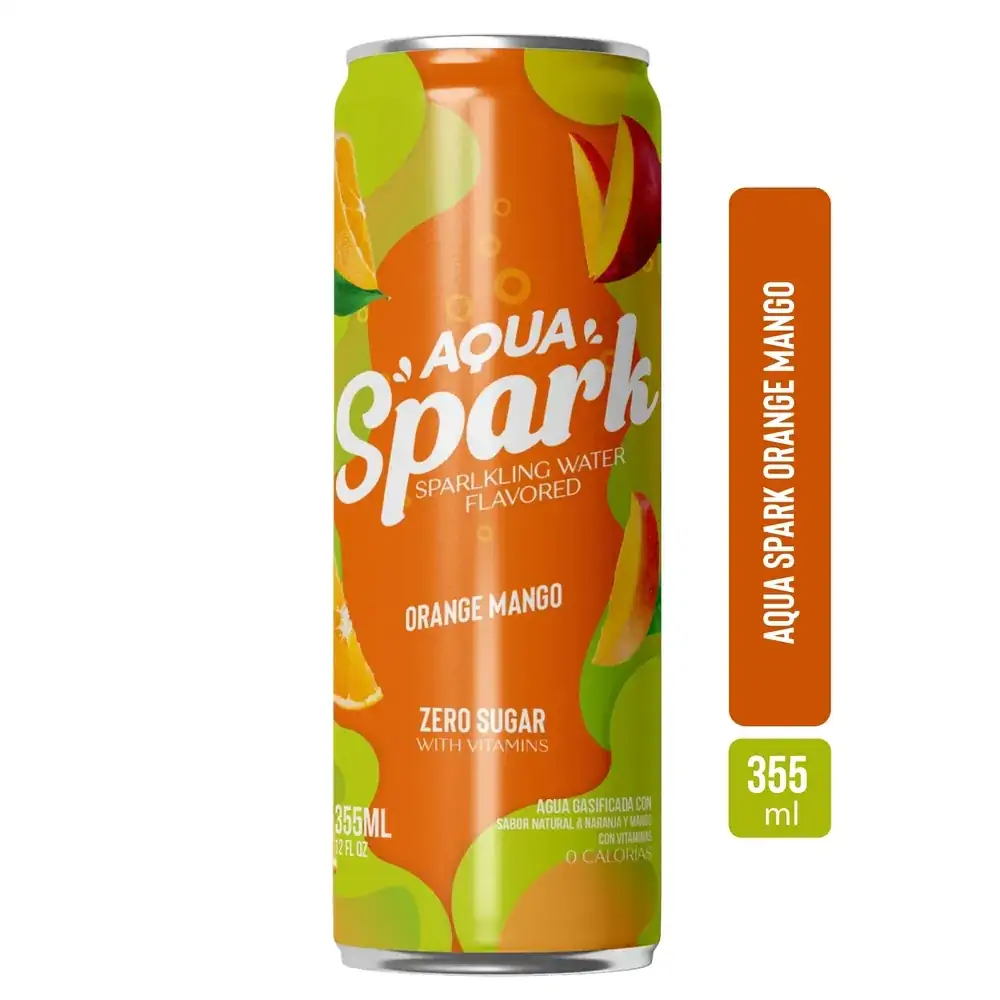 AQUA
Spark
SPARLKLING WATER
FLAVORED
ORANGE MANGO
ZERO SUGAR
WITH VITAMINS
355ML
12 FL OZ
AGUA GASIFICADA CON
SABOR NATURAL A NARANJA Y MANGO
CON VITAMINAS
0 CALORIAS
AQUA SPARK ORANGE MANGO
355
ml